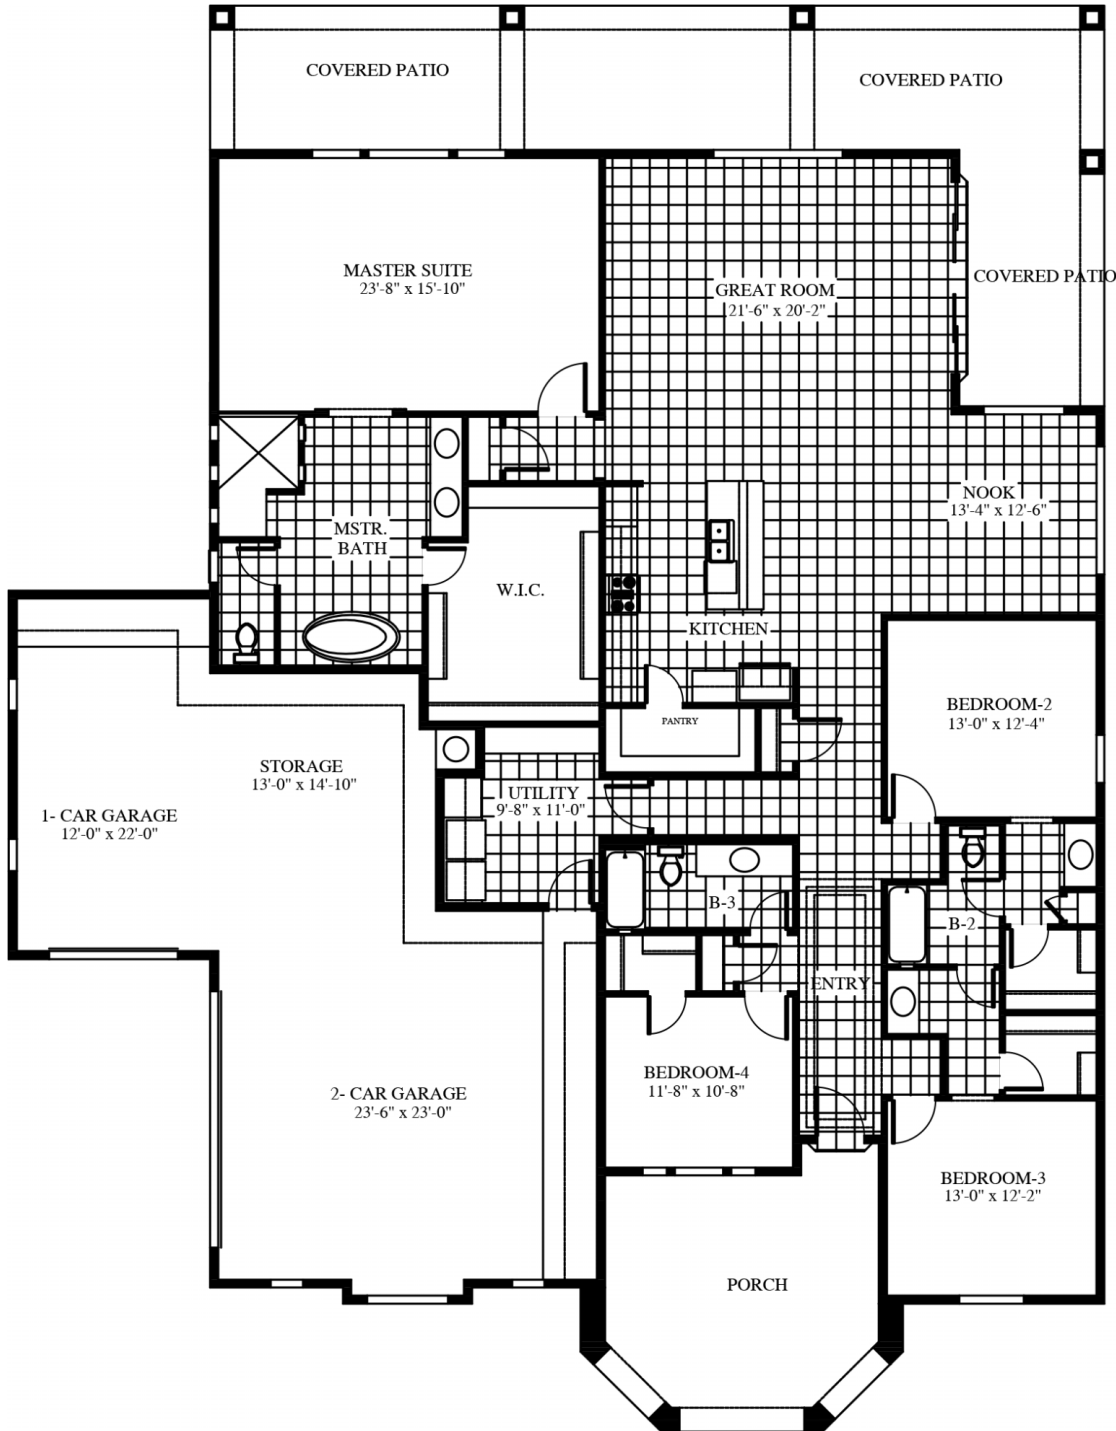 COVERED PATIO
COVERED PATIO
MASTER SUITE
23'-8" x 15'-10"
GREAT ROOM
21'-6" x 20'-2"
COVERED PATIO
NOOK
13'-4" x 12'-6"
MSTR.
BATH
W.I.C.
KITCHEN
PANTRY
BEDROOM-2
13'-0" x 12'-4"
STORAGE
13'-0" x 14'-10"
UTILITY
9'-8" x 11'-0"
1- CAR GARAGE
12'-0" x 22'-0"
B-3
B-2
ENTRY
BEDROOM-4
11'-8" x 10'-8"
2- CAR GARAGE
23'-6" x 23'-0"
BEDROOM-3
13'-0" x 12'-2"
PORCH